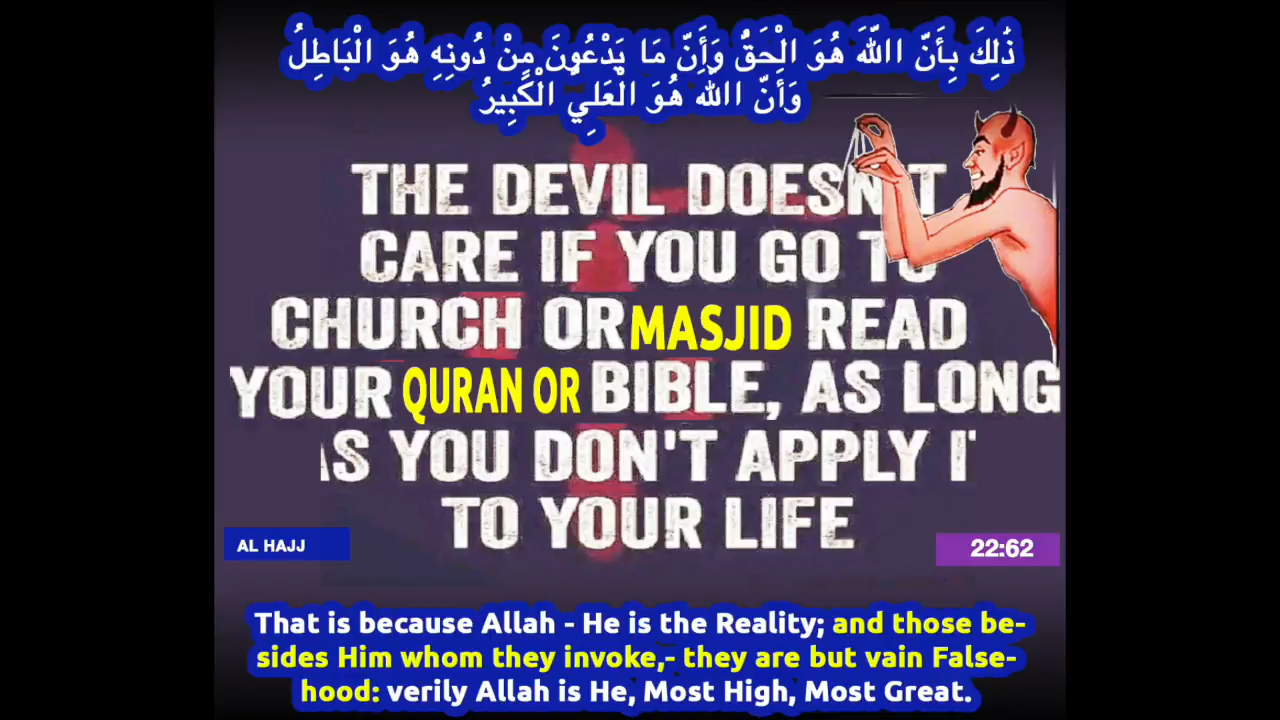 ذَٰلِكَ بِأَنَّ اللَّهَ هُوَ الْحَقُّ وَأَنَّ مَا يَدْعُونَ مِنْ دُونِهِ هُوَ الْبَاطِلُ
وَأَنَّ اللَّهَ هُوَ الْعَلِيُّ الْكَبِيرُ
THE DEVIL DOESN'T
CARE IF YOU GO TO
CHURCH OR MASJID READ
YOUR QURAN OR BIBLE, AS LONG
AS YOU DON'T APPLY IT
TO YOUR LIFE
AL HAJJ
22:62
That is because Allah - He is the Reality; and those be-
sides Him whom they invoke,- they are but vain False-
hood: verily Allah is He, Most High, Most Great.